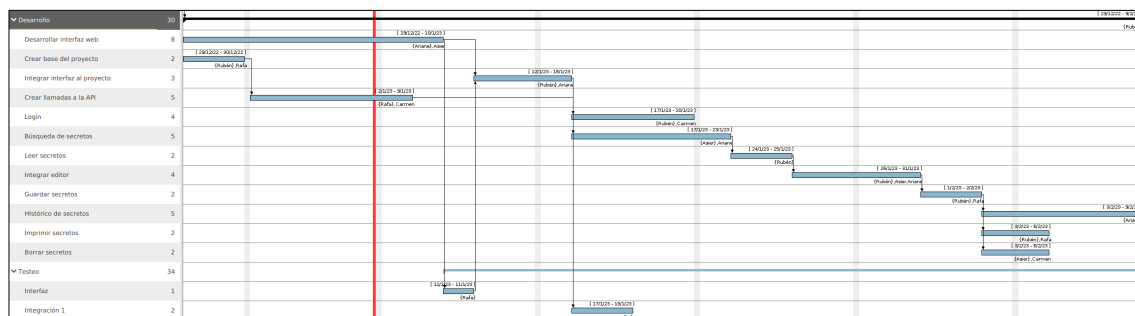 Desarrollo 30
Desarrollar interfaz web 8
[ 29/12/22 - 10/1/23 ]
{Ariane},Asier
Crear base del proyecto 2
[ 29/12/22 - 30/12/22 ]
{Rubén},Rafa
Integrar interfaz al proyecto 3
[ 12/1/23 - 16/1/23 ]
{Rubén},Ariane
Crear llamadas a la API 5
[ 2/1/23 - 9/1/23 ]
{Rafa},Carmen
Login 4
[ 17/1/23 - 20/1/23 ]
{Rubén},Carmen
Búsqueda de secretos 5
[ 17/1/23 - 23/1/23 ]
{Asier},Ariane
Leer secretos 2
[ 24/1/23 - 25/1/23 ]
{Rubén}
Integrar editor 4
[ 26/1/23 - 31/1/23 ]
{Rubén},Asier,Ariane
Guardar secretos 2
[ 1/2/23 - 2/2/23 ]
{Rubén},Rafa
Histórico de secretos 5
[ 3/2/23 - 9/2/
Imprimir secretos 2
[ 3/2/23 - 6/2/23 ]
{Rubén},Rafa
Borrar secretos 2
[ 3/2/23 - 6/2/23 ]
{Asier},Carmen
Testeo 34
Interfaz 1
[ 11/1/23 - 11/1/23 ]
{Rafa}
Integración 1 2
[ 17/1/23 - 18/1/23 ]